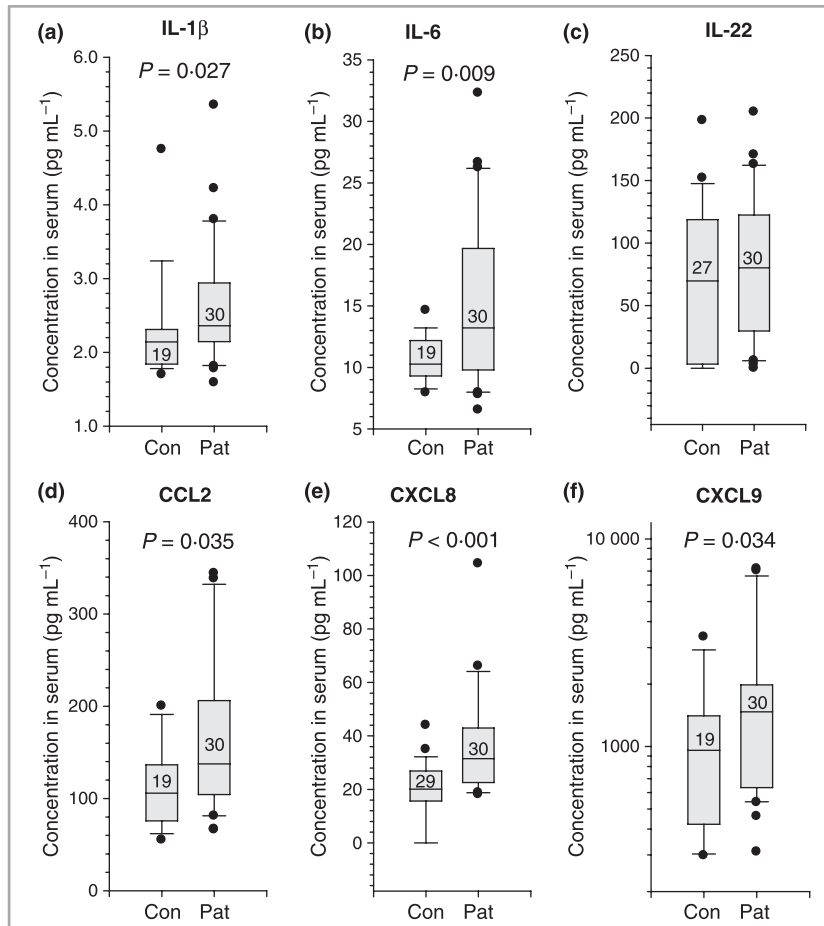 (a) IL-1β
P = 0·027
Concentration in serum (pg mL⁻¹)
6.0
5.0
4.0
3.0
2.0
1.0
19
30
Con Pat
(b) IL-6
P = 0·009
Concentration in serum (pg mL⁻¹)
35
30
25
20
15
10
5
19
30
Con Pat
(c) IL-22
Concentration in serum (pg mL⁻¹)
250
200
150
100
50
0
27
30
Con Pat
(d) CCL2
P = 0·035
Concentration in serum (pg mL⁻¹)
400
300
200
100
0
19
30
Con Pat
(e) CXCL8
P < 0·001
Concentration in serum (pg mL⁻¹)
120
100
80
60
40
20
0
29
30
Con Pat
(f) CXCL9
P = 0·034
Concentration in serum (pg mL⁻¹)
10 000
1000
19
30
Con Pat